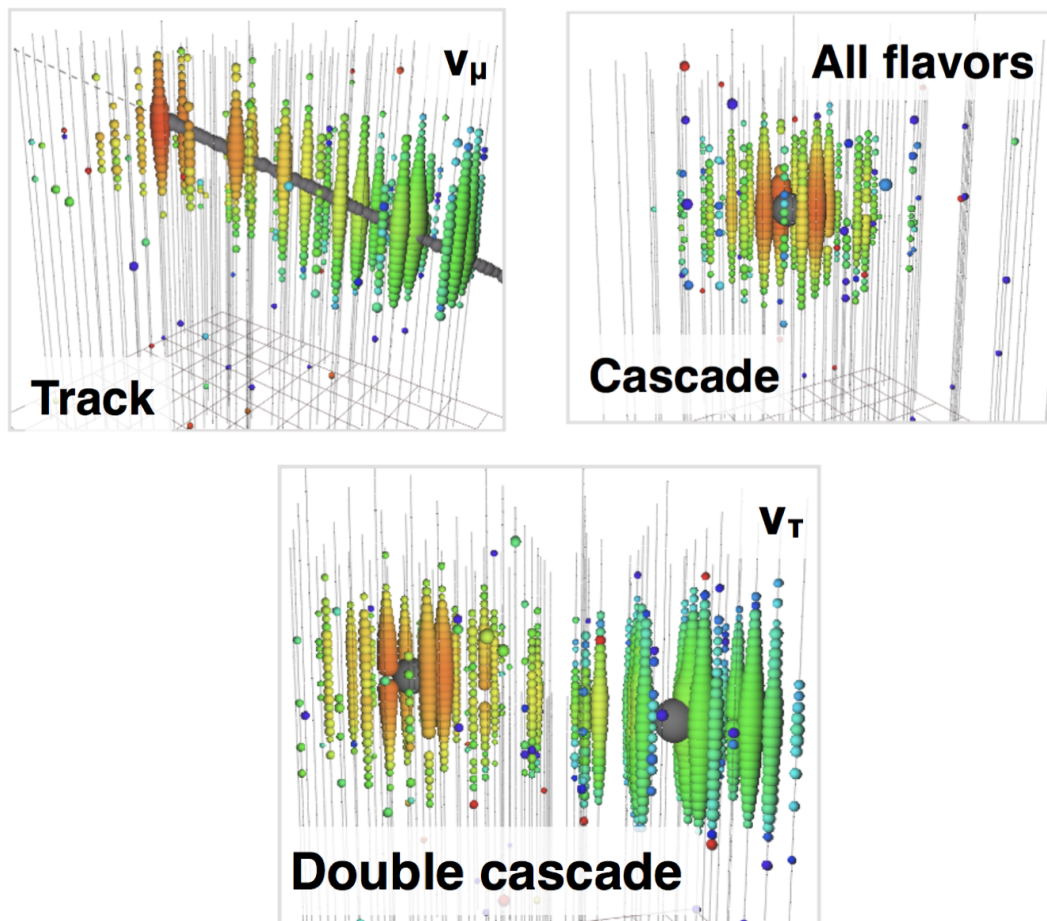 νμ
Track
All flavors
Cascade
ντ
Double cascade